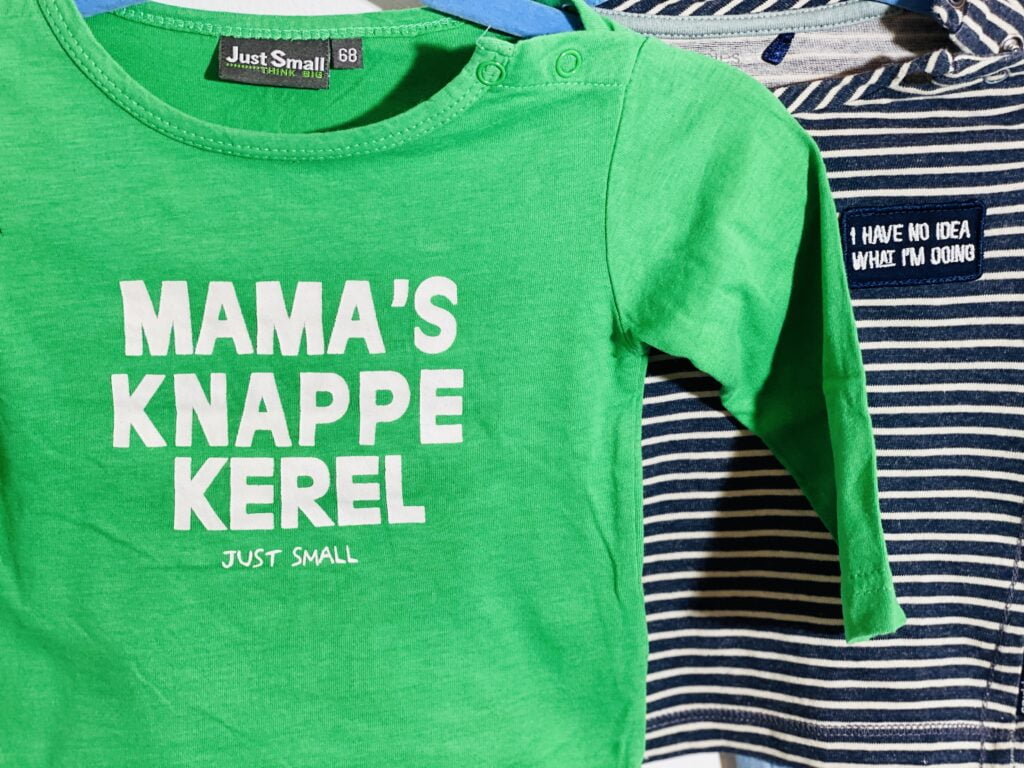 Just Small
THINK BIG
68
MAMA'S
KNAPPE
KEREL
JUST SMALL
I HAVE NO IDEA
WHAT I'M DOING